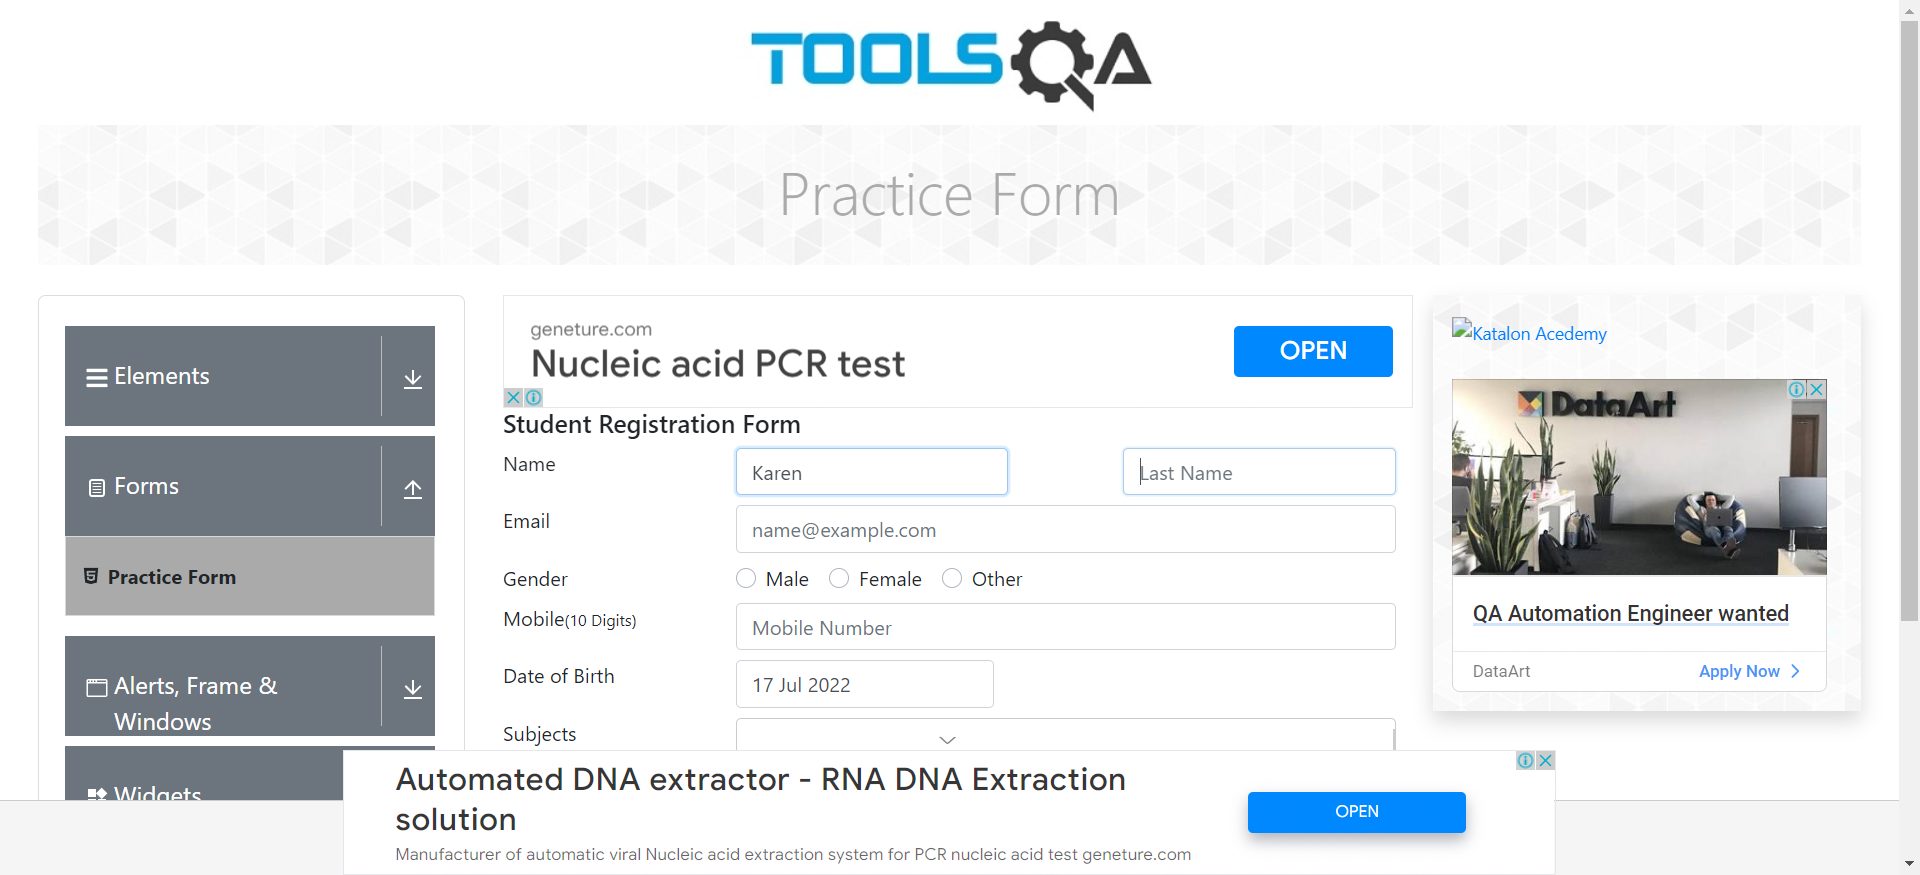 TOOLSQA
Practice Form
Elements
Forms
Practice Form
Alerts, Frame &
Windows
Widgets
geneture.com
Nucleic acid PCR test
OPEN
Student Registration Form
Name
Karen
Last Name
Email
name@example.com
Gender
Male
Female
Other
Mobile(10 Digits)
Mobile Number
Date of Birth
17 Jul 2022
Subjects
Katalon Acedemy
DataArt
QA Automation Engineer wanted
DataArt
Apply Now
Automated DNA extractor - RNA DNA Extraction
solution
Manufacturer of automatic viral Nucleic acid extraction system for PCR nucleic acid test geneture.com
OPEN